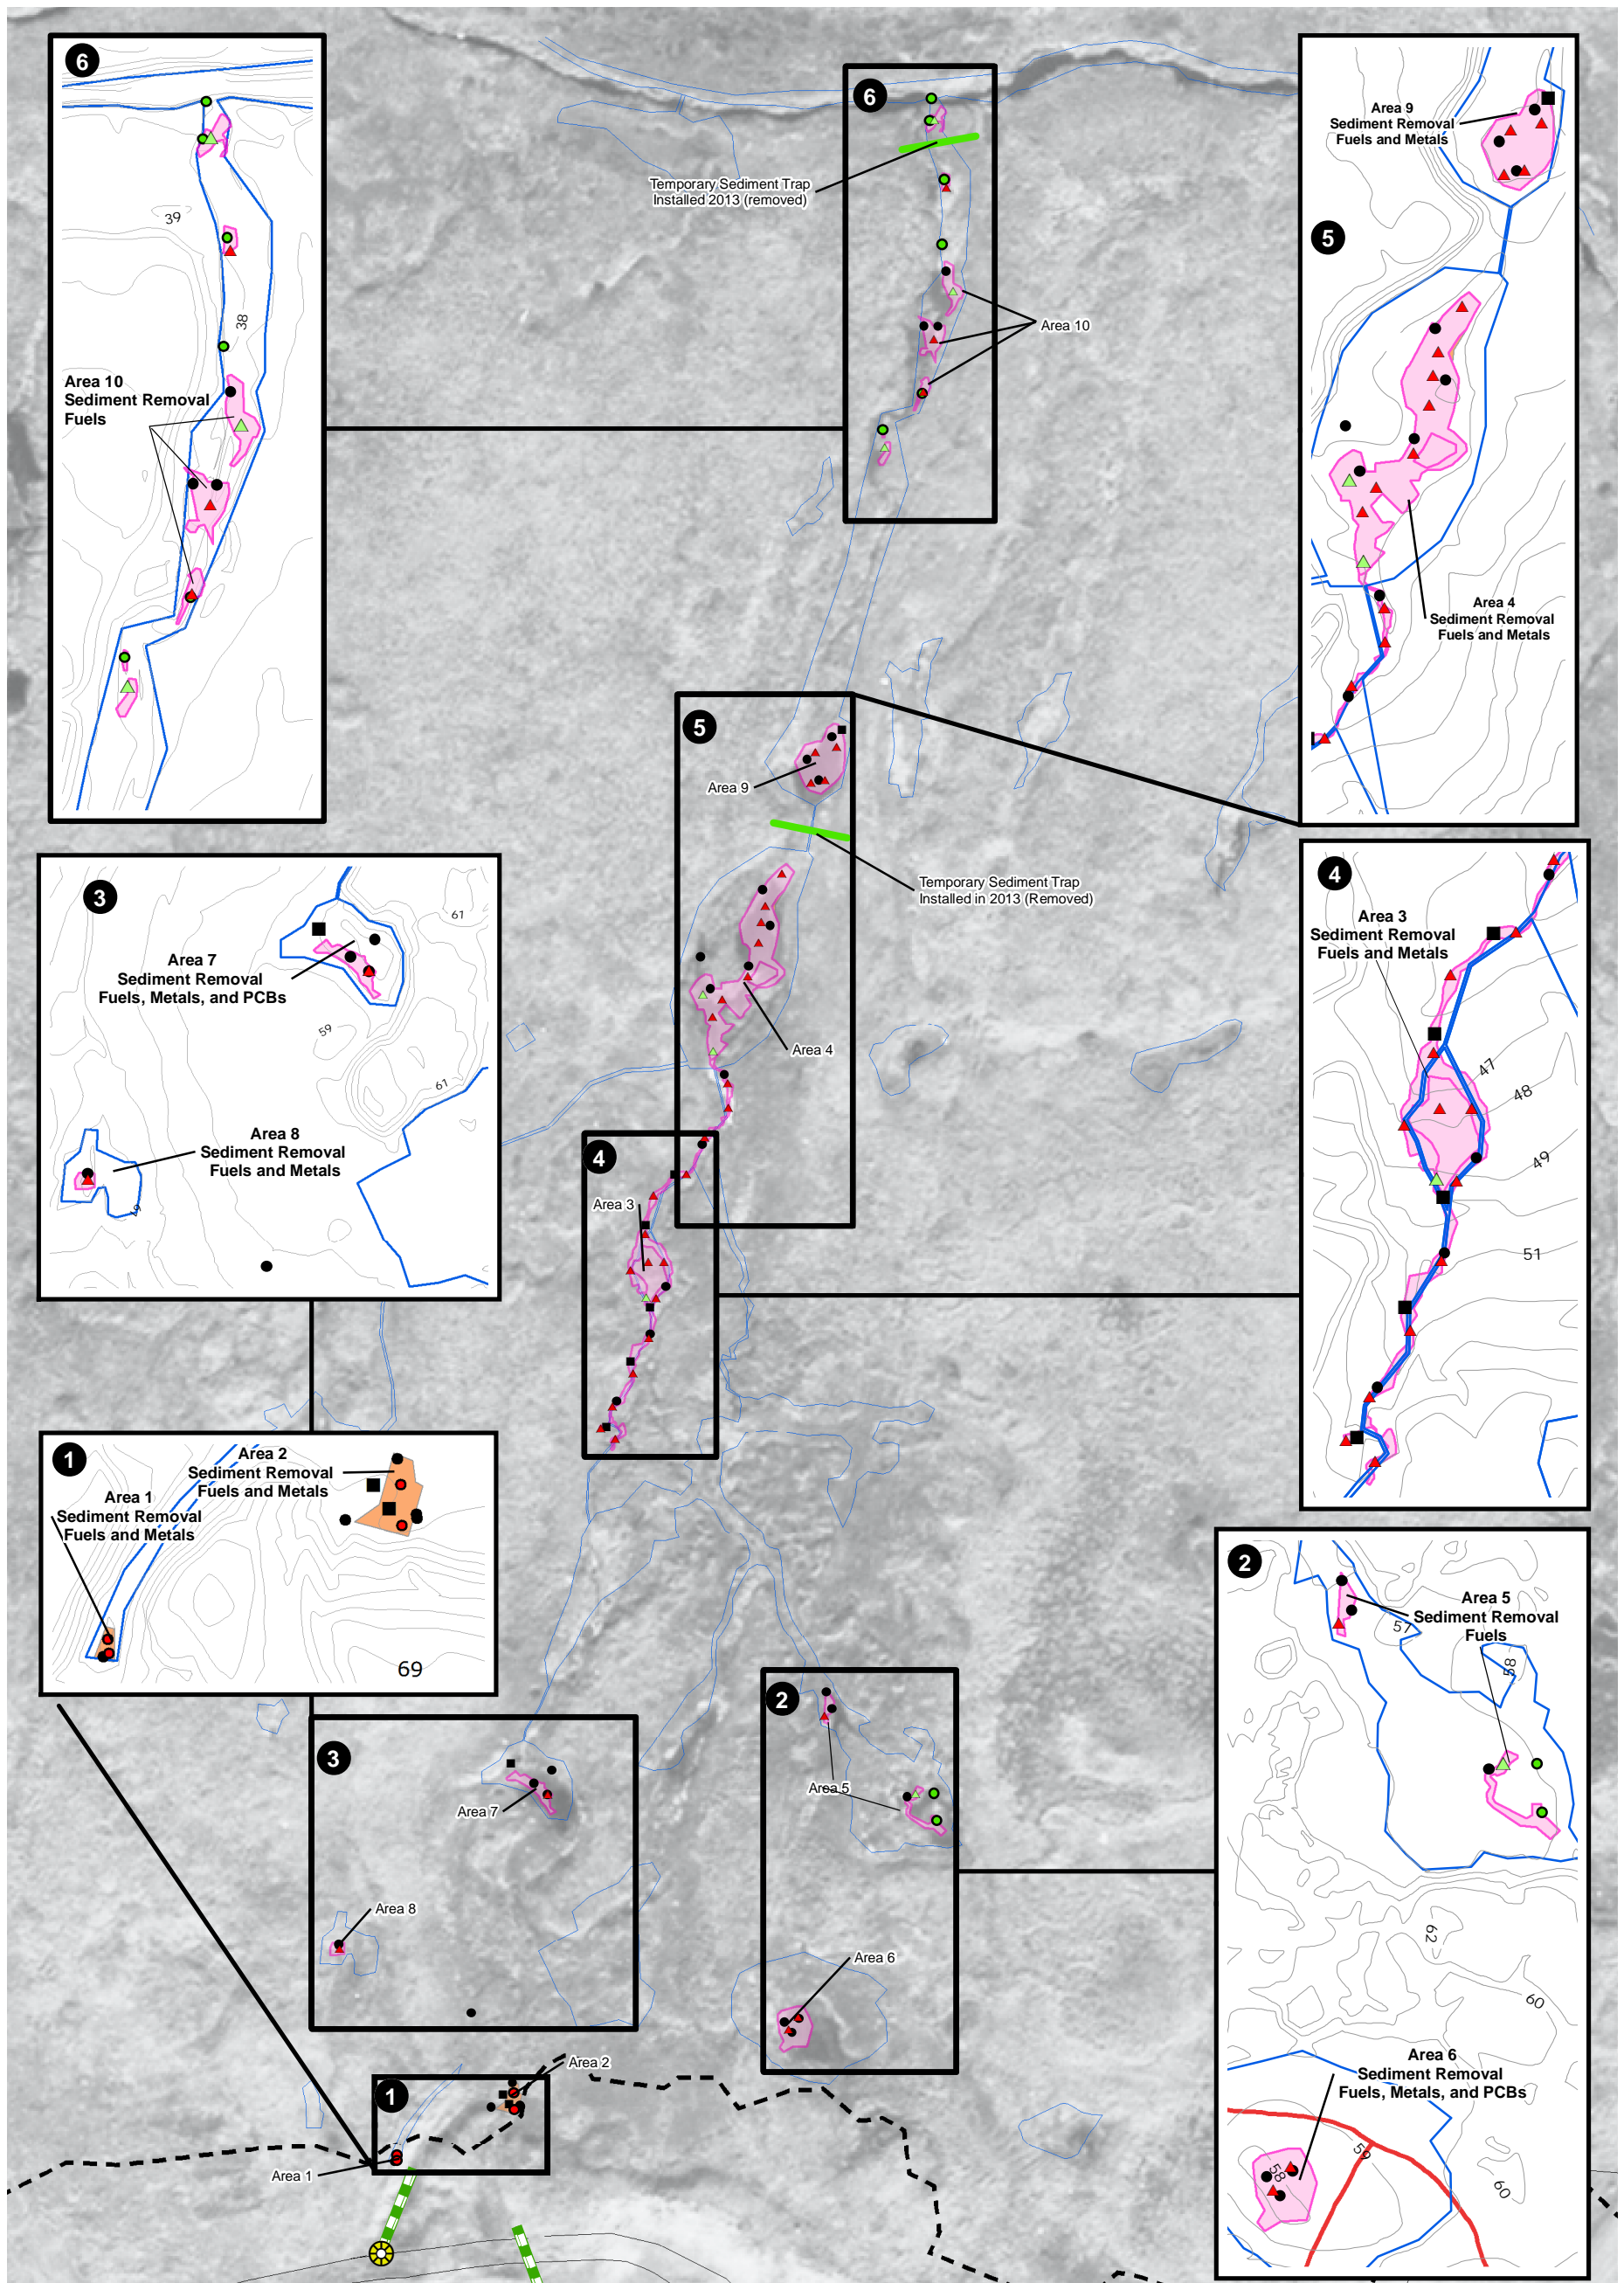 6
39
38
Area 10
Sediment Removal
Fuels
6
Temporary Sediment Trap
Installed 2013 (removed)
Area 10
Area 9
Sediment Removal
Fuels and Metals
5
Area 4
Sediment Removal
Fuels and Metals
5
Area 9
Temporary Sediment Trap
Installed in 2013 (Removed)
Area 4
3
61
Area 7
Sediment Removal
Fuels, Metals, and PCBs
59
61
Area 8
Sediment Removal
Fuels and Metals
49
4
Area 3
Sediment Removal
Fuels and Metals
47
48
49
51
4
Area 3
1
Area 2
Sediment Removal
Fuels and Metals
Area 1
Sediment Removal
Fuels and Metals
69
2
Area 5
Sediment Removal
Fuels
57
58
62
60
Area 6
Sediment Removal
Fuels, Metals, and PCBs
59
58
60
3
Area 7
Area 8
2
Area 5
Area 6
1
Area 2
Area 1